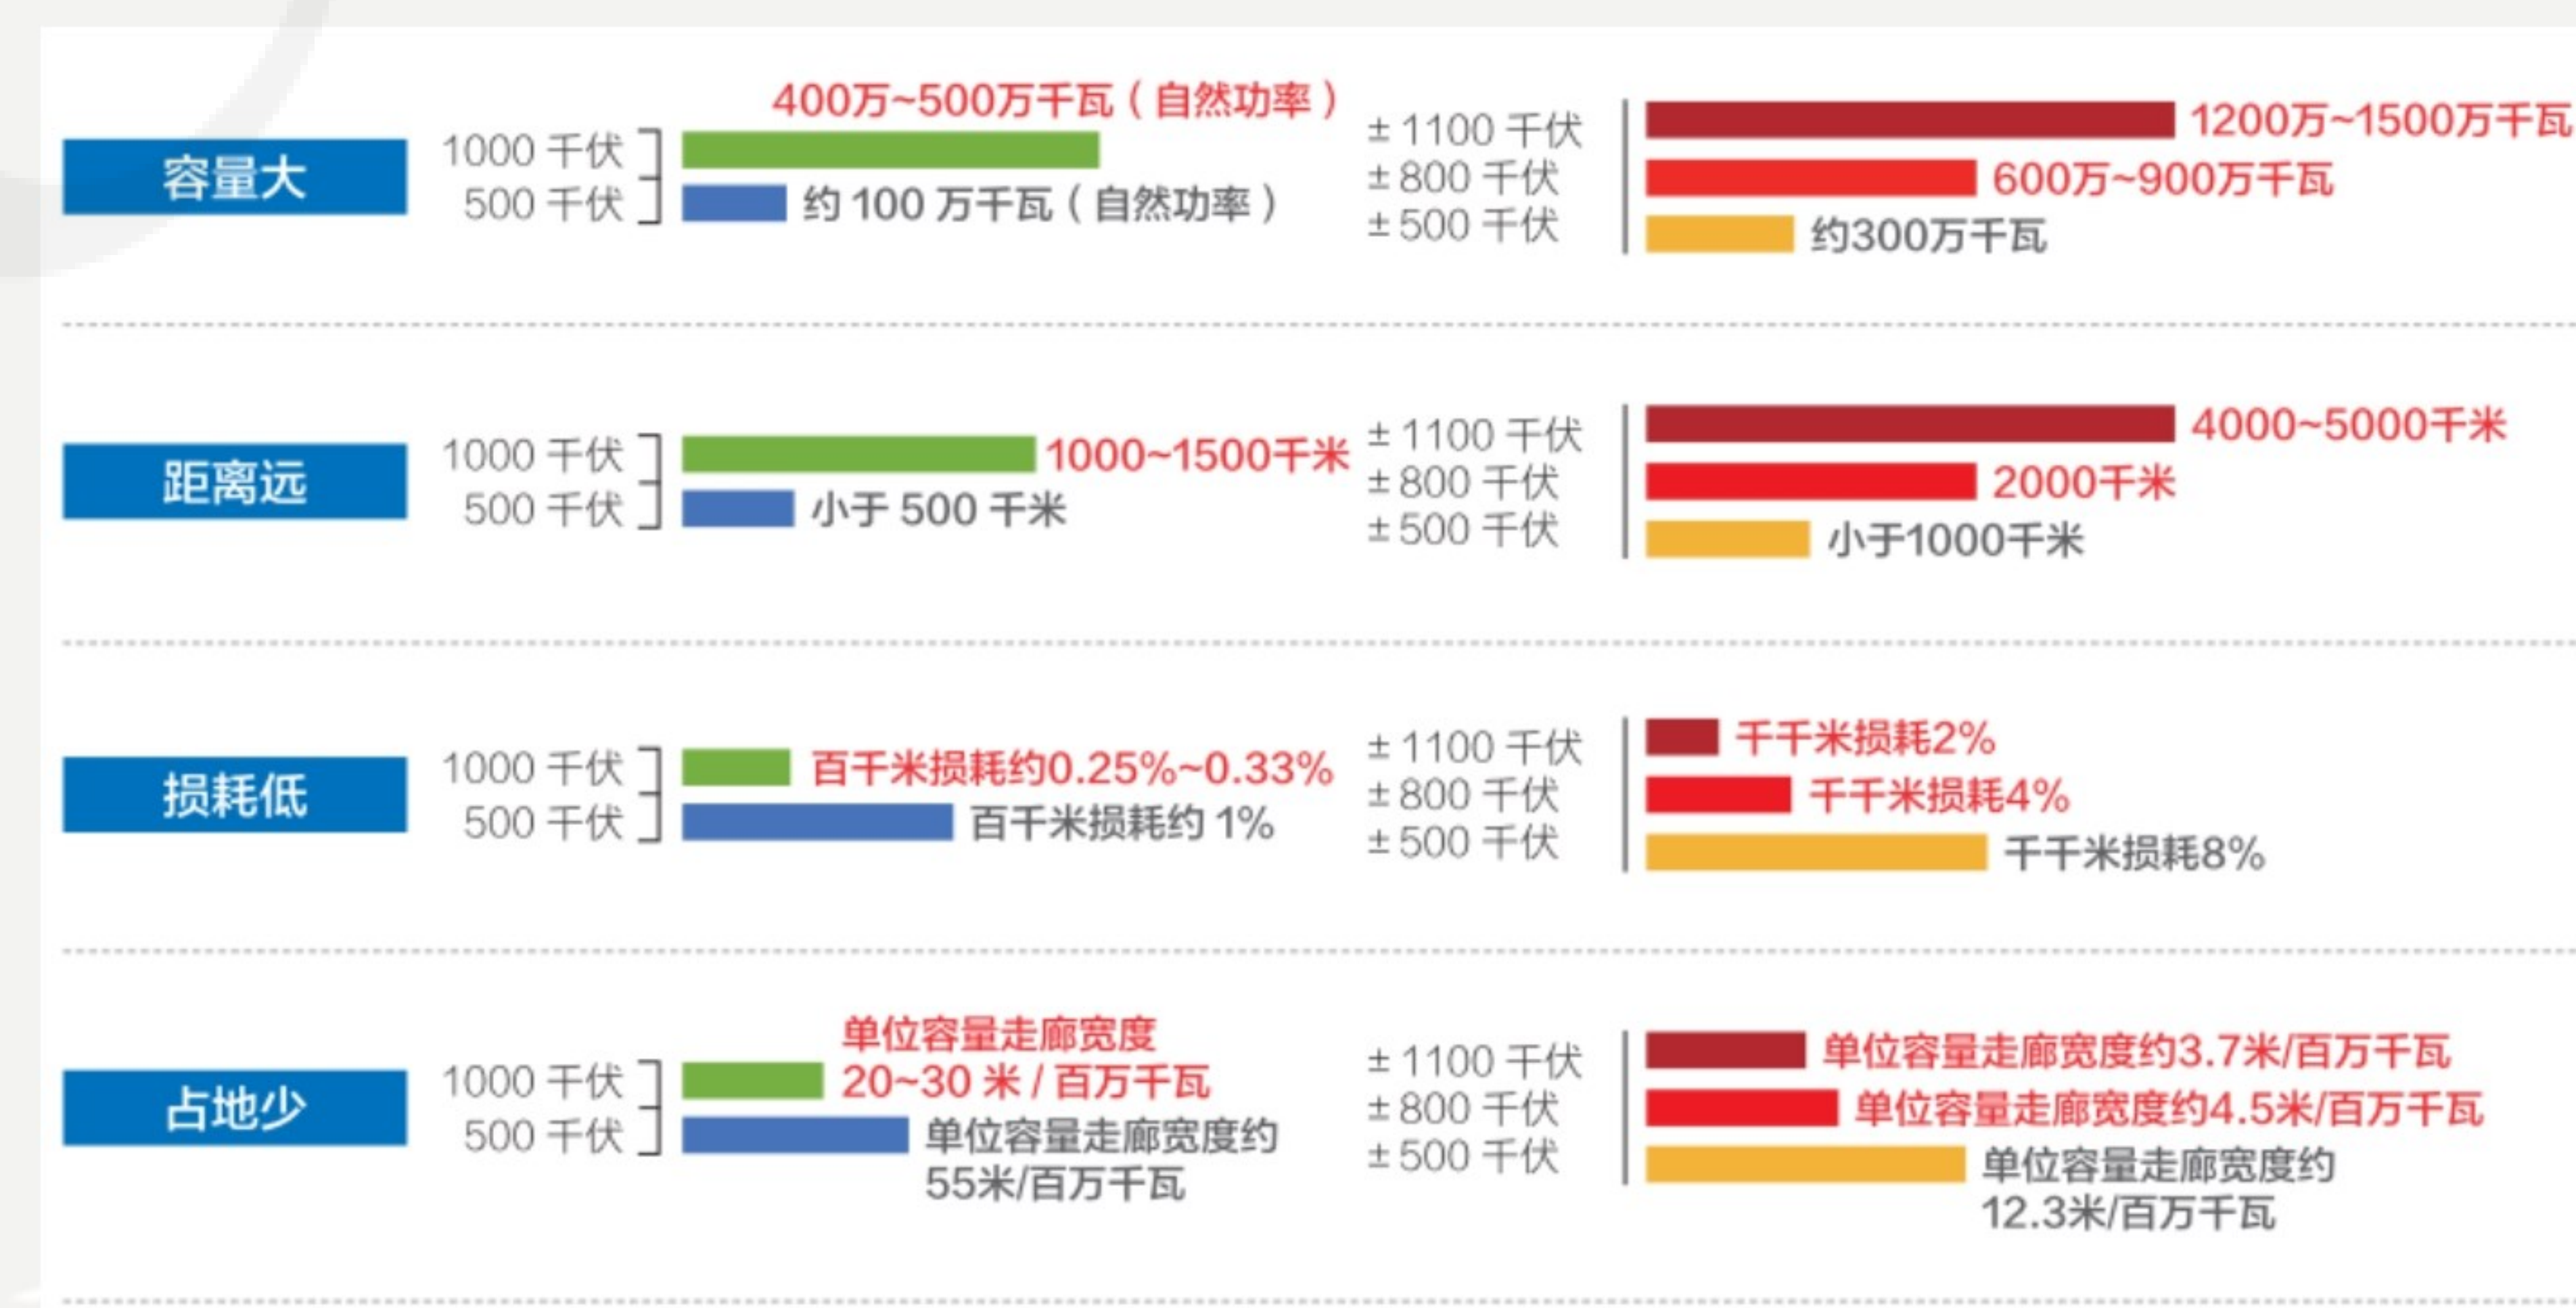 容量大
1000 千伏
500 千伏
400万~500万千瓦（自然功率）
约 100 万千瓦（自然功率）
± 1100 千伏
± 800 千伏
± 500 千伏
1200万~1500万千瓦
600万~900万千瓦
约300万千瓦
距离远
1000 千伏
500 千伏
1000~1500千米
小于 500 千米
± 1100 千伏
± 800 千伏
± 500 千伏
4000~5000千米
2000千米
小于1000千米
损耗低
1000 千伏
500 千伏
百千米损耗约0.25%~0.33%
百千米损耗约 1%
± 1100 千伏
± 800 千伏
± 500 千伏
千千米损耗2%
千千米损耗4%
千千米损耗8%
占地少
1000 千伏
500 千伏
单位容量走廊宽度
20~30 米 / 百万千瓦
单位容量走廊宽度约
55米/百万千瓦
± 1100 千伏
± 800 千伏
± 500 千伏
单位容量走廊宽度约3.7米/百万千瓦
单位容量走廊宽度约4.5米/百万千瓦
单位容量走廊宽度约
12.3米/百万千瓦